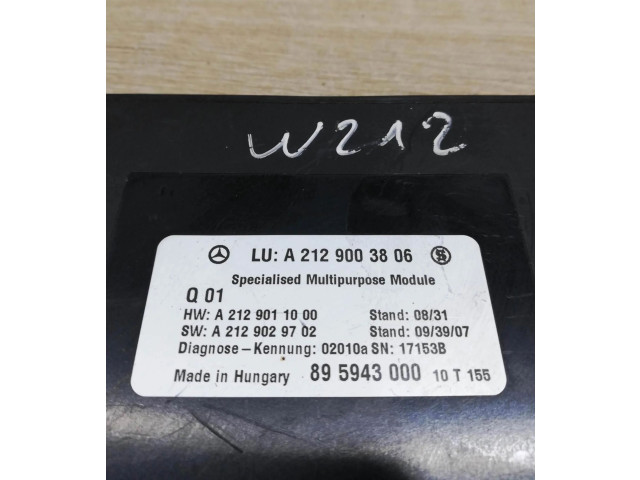 W212
LU: A 212 900 38 06
Specialised Multipurpose Module
Q 01
HW: A 212 901 10 00 Stand: 08/31
SW: A 212 902 97 02 Stand: 09/39/07
Diagnose-Kennung: 02010a SN: 17153B
Made in Hungary 89 5943 000 10 T 155